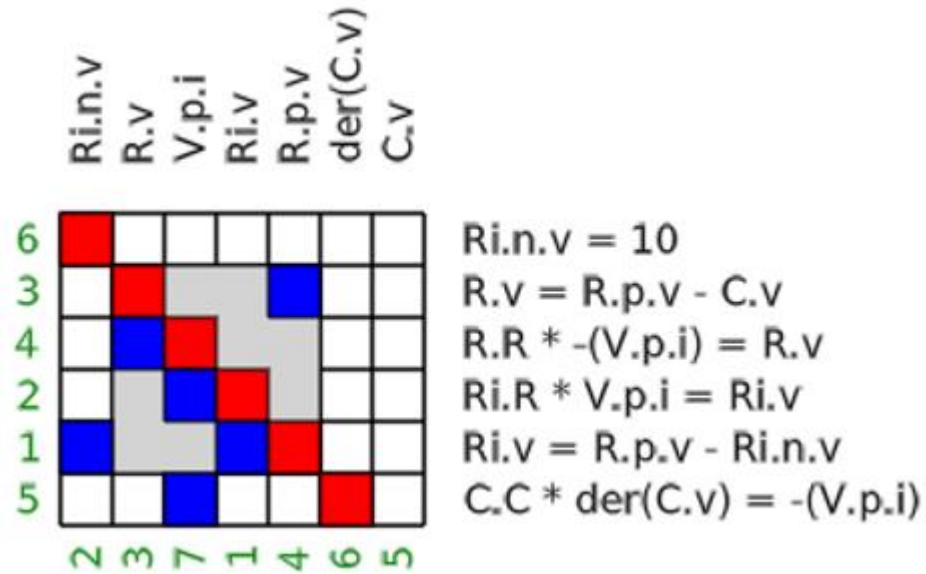 Ri.n.v R.v V.p.i Ri.v R.p.v der(C.v) C.v
6 Ri.n.v = 10
3 R.v = R.p.v - C.v
4 R.R * -(V.p.i) = R.v
2 Ri.R * V.p.i = Ri.v
1 Ri.v = R.p.v - Ri.n.v
5 C.C * der(C.v) = -(V.p.i)
2 3 7 1 4 6 5